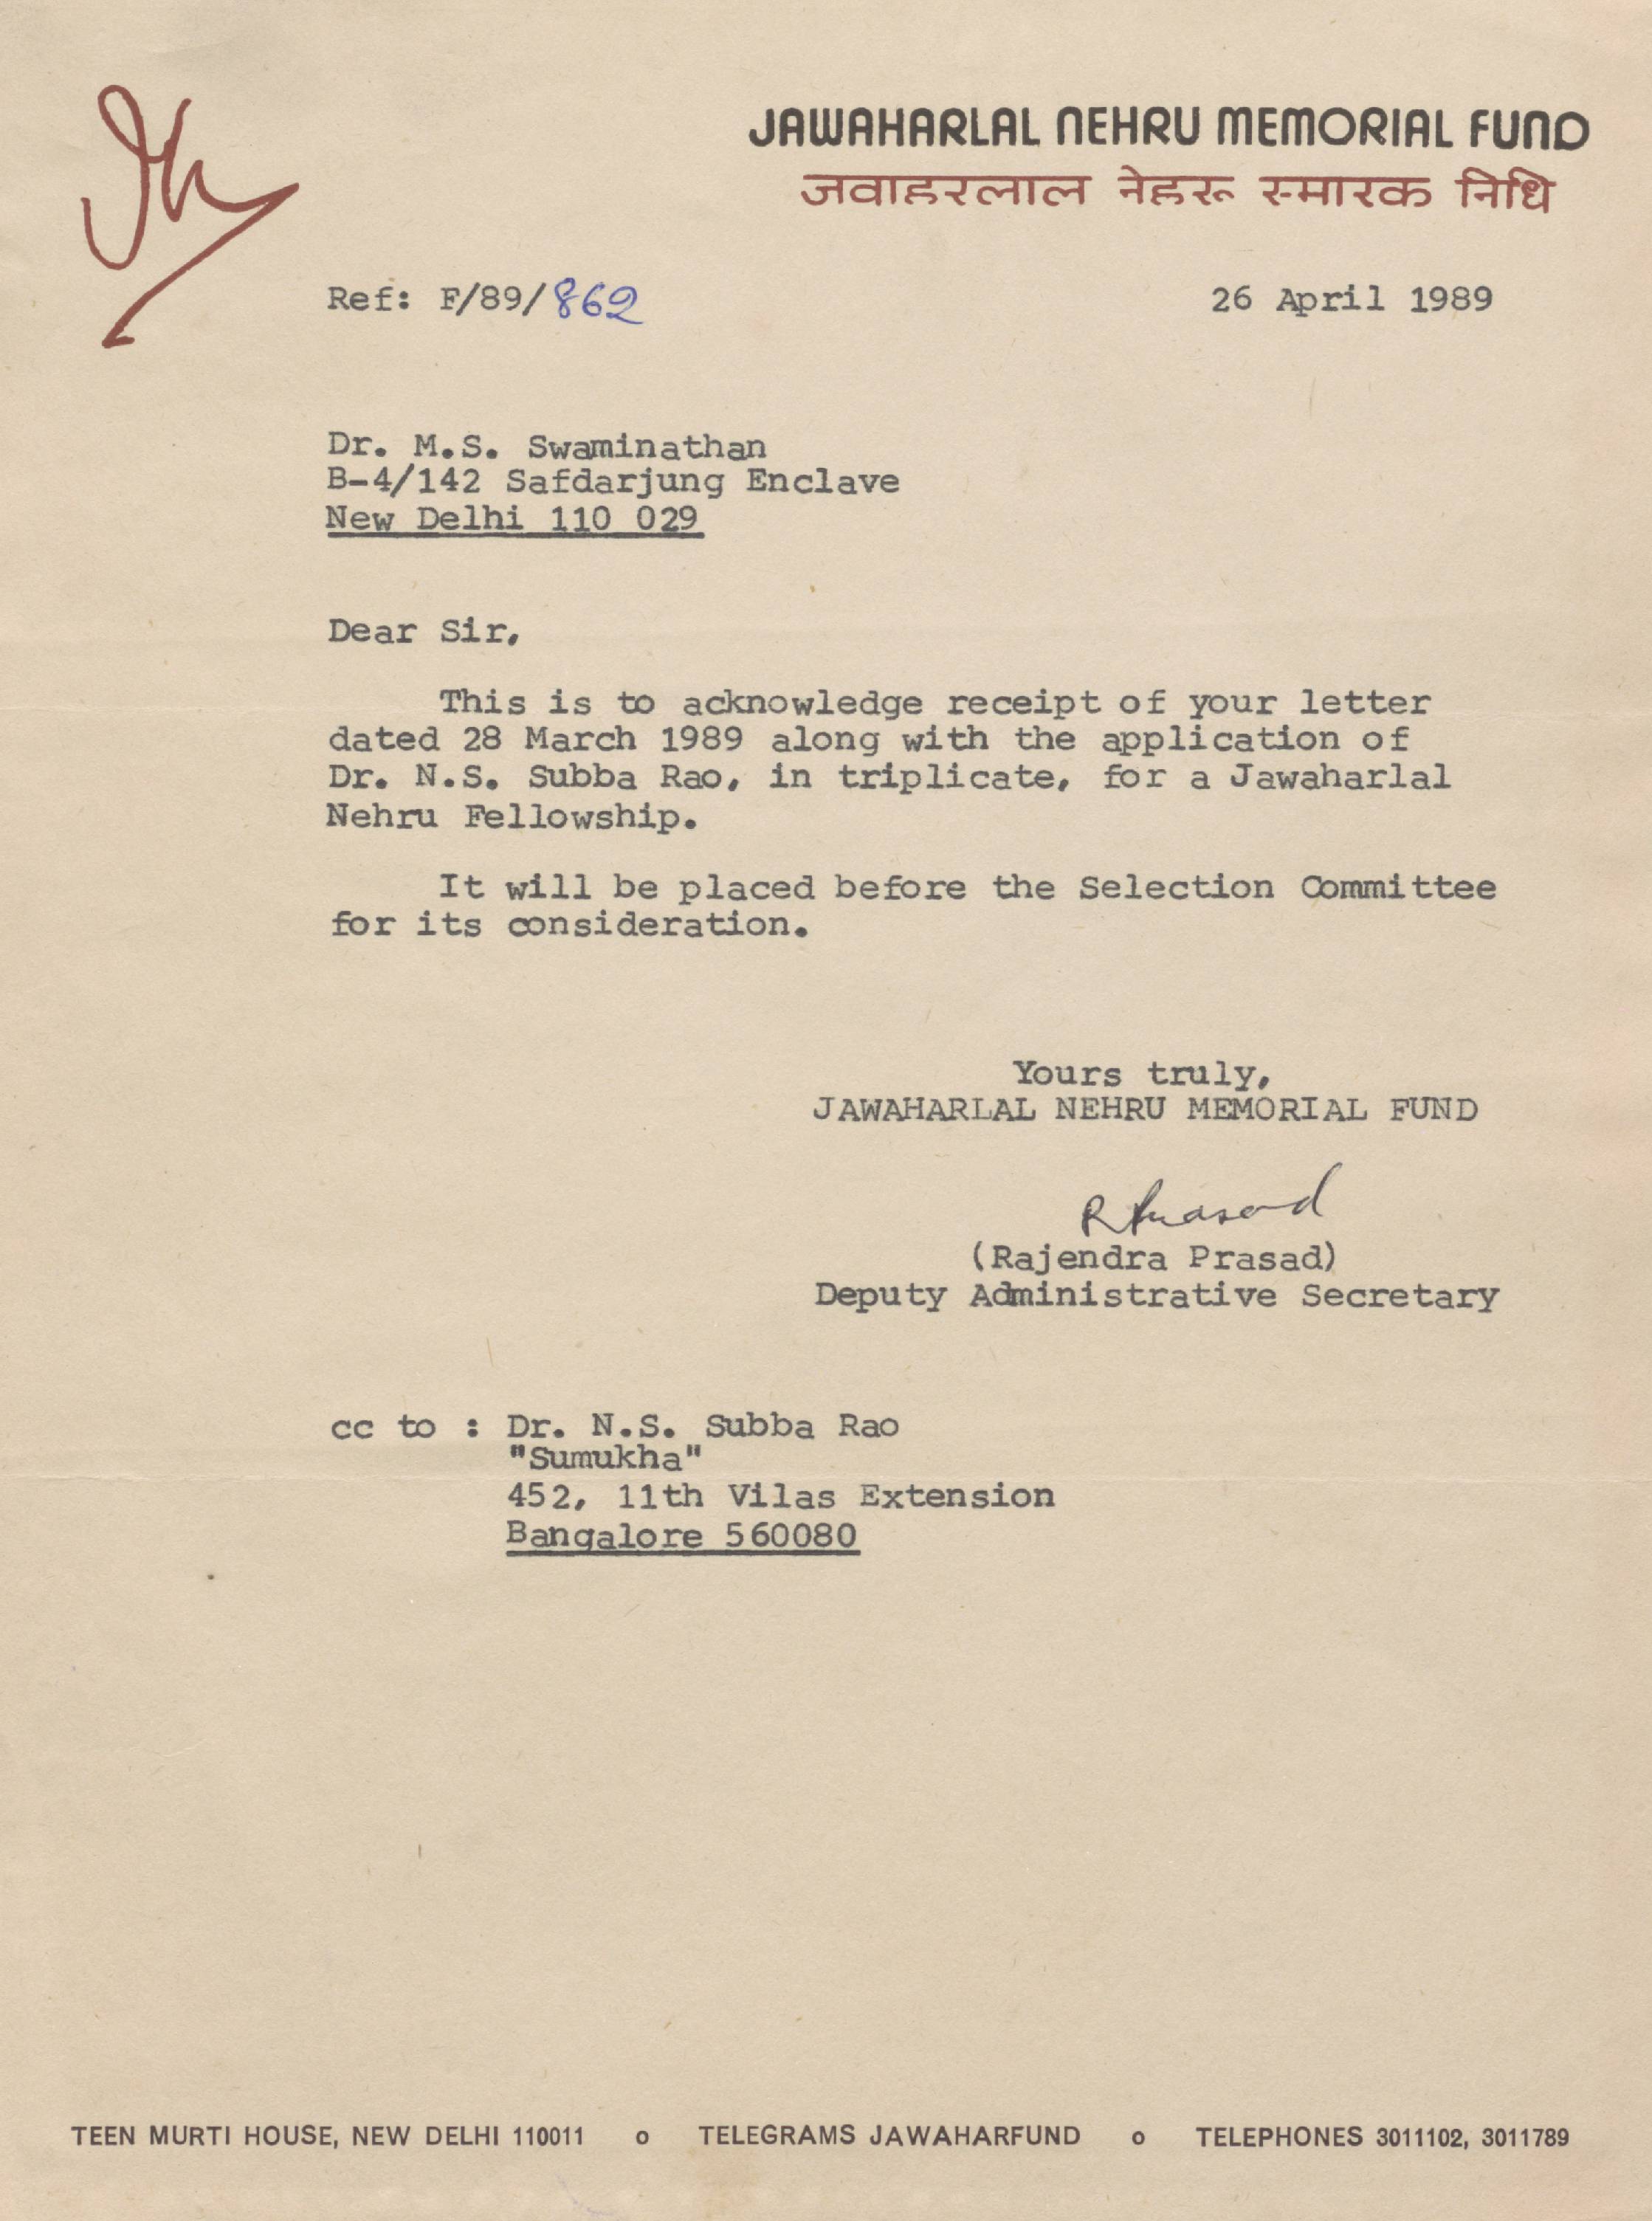 JAWAHARLAL NEHRU MEMORIAL FUND
जवाहरलाल नेहरू स्मारक निधि
Ref: F/89/862
26 April 1989
Dr. M.S. Swaminathan
B-4/142 Safdarjung Enclave
New Delhi 110 029
Dear Sir,
This is to acknowledge receipt of your letter
dated 28 March 1989 along with the application of
Dr. N.S. Subba Rao, in triplicate, for a Jawaharlal
Nehru Fellowship.
It will be placed before the Selection Committee
for its consideration.
Yours truly,
JAWAHARLAL NEHRU MEMORIAL FUND
R Prasad
(Rajendra Prasad)
Deputy Administrative Secretary
cc to : Dr. N.S. Subba Rao
"Sumukha"
452, 11th Vilas Extension
Bangalore 560080
TEEN MURTI HOUSE, NEW DELHI 110011 o TELEGRAMS JAWAHARFUND o TELEPHONES 3011102, 3011789